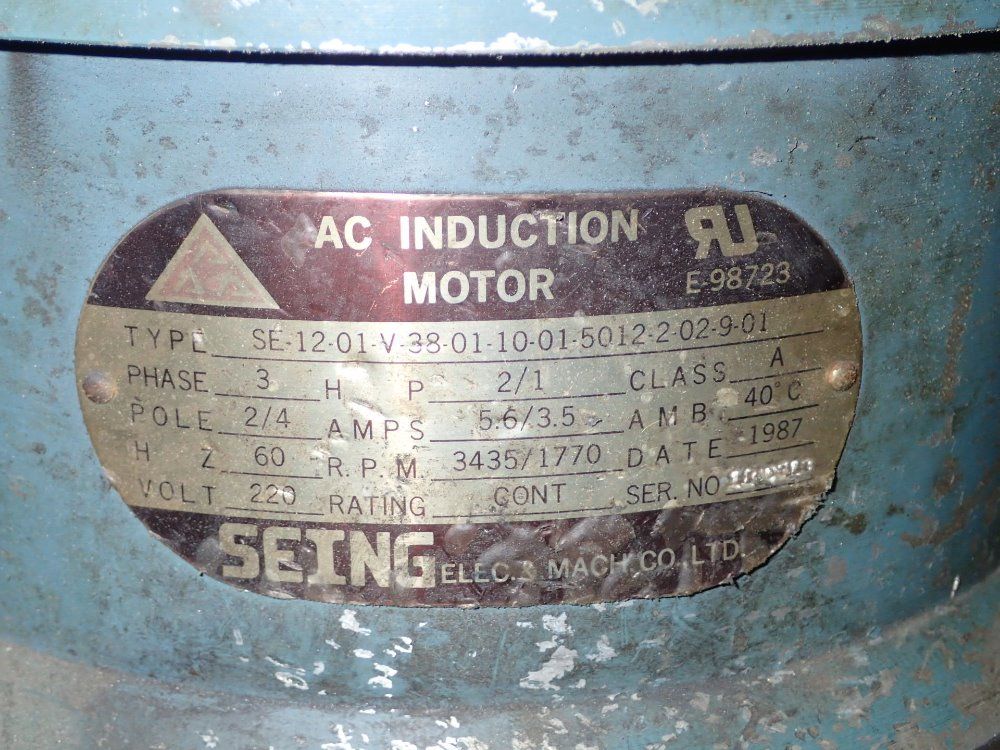 AC INDUCTION
MOTOR
RU
E-98723
TYPE SE-12-01-V-38-01-10-01-5012-2-02-9-01
PHASE 3 H P 2/1 CLASS A
POLE 2/4 AMPS 5.6/3.5 AMB 40°C
H Z 60 R.P.M. 3435/1770 DATE 1987
VOLT 220 RATING CONT SER. NO
SEING ELEC. & MACH. CO., LTD.